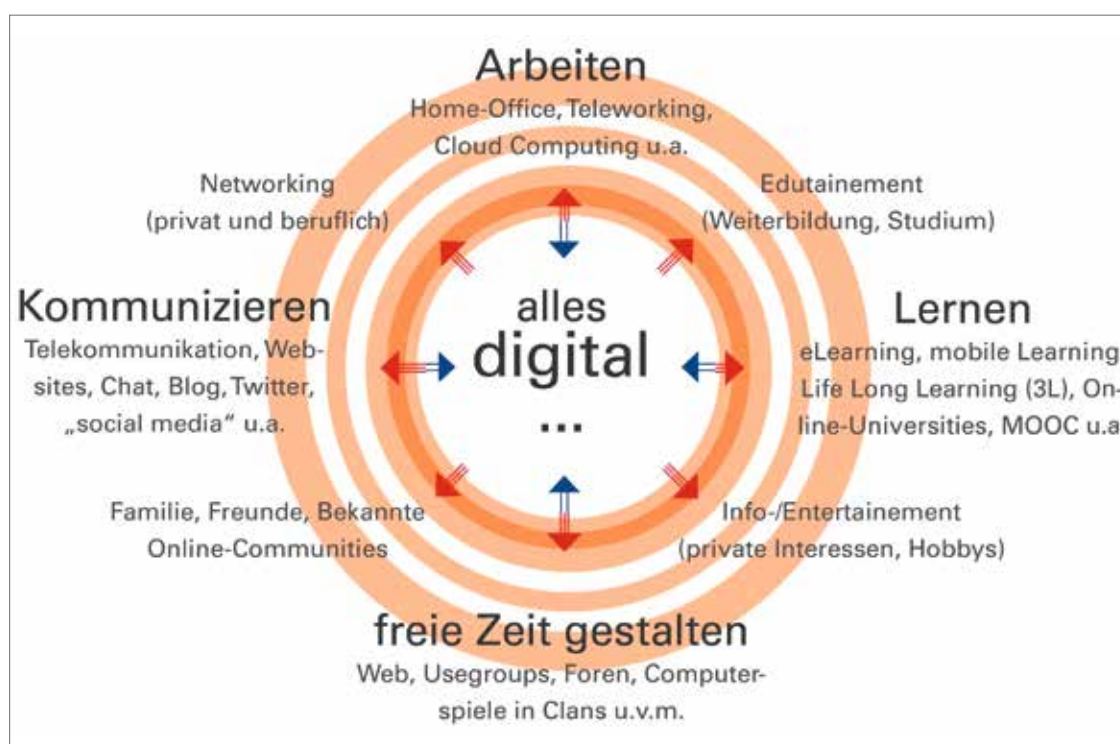 Arbeiten
Home-Office, Teleworking,
Cloud Computing u.a.
Networking
(privat und beruflich)
Edutainement
(Weiterbildung, Studium)
Kommunizieren
Telekommunikation, Web-
sites, Chat, Blog, Twitter,
„social media“ u.a.
alles
digital
...
Lernen
eLearning, mobile Learning
Life Long Learning (3L), On-
line-Universities, MOOC u.a
Familie, Freunde, Bekannte
Online-Communities
Info-/Entertainement
(private Interessen, Hobbys)
freie Zeit gestalten
Web, Usegroups, Foren, Computer-
spiele in Clans u.v.m.